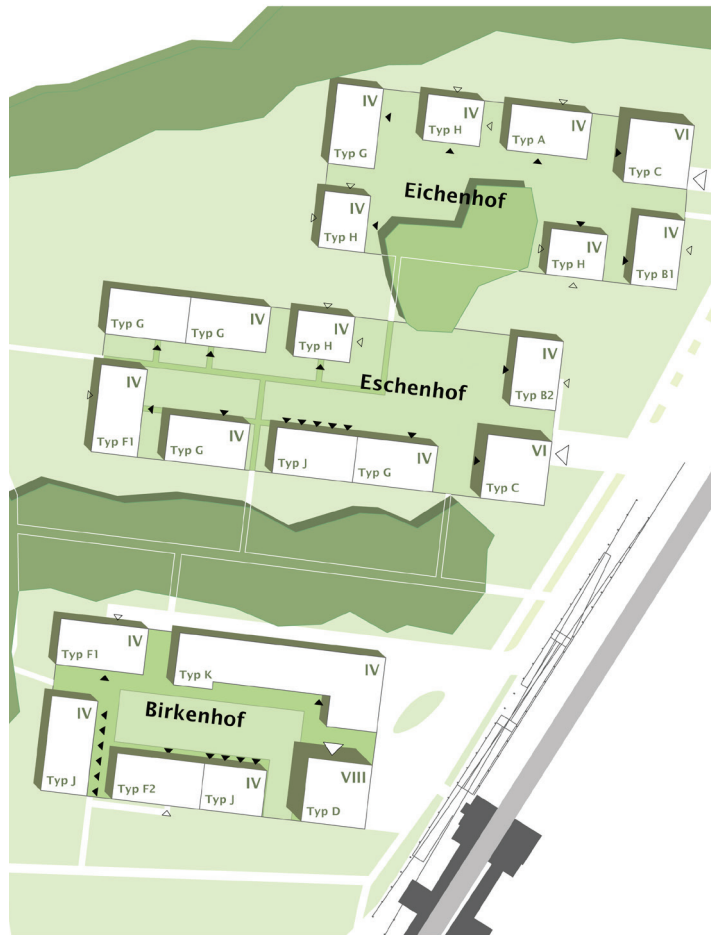 IV
Typ G
IV
Typ H
IV
Typ A
VI
Typ C
Eichenhof
IV
Typ H
IV
Typ H
IV
Typ B1
Typ G
IV
Typ G
IV
Typ H
IV
Typ B2
Eschenhof
IV
Typ F1
IV
Typ G
Typ J
IV
Typ G
VI
Typ C
IV
Typ F1
IV
Typ K
Birkenhof
IV
Typ J
Typ F2
IV
Typ J
VIII
Typ D